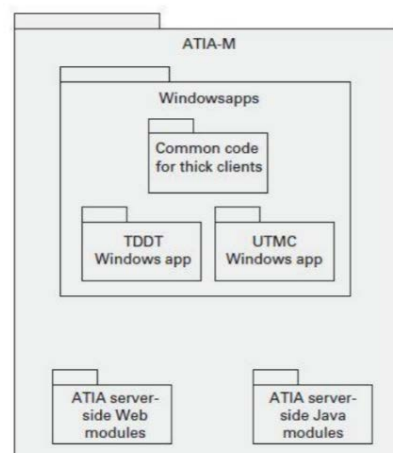 ATIA-M
Windowsapps
Common code
for thick clients
TDDT
Windows app
UTMC
Windows app
ATIA server-
side Web
modules
ATIA server-
side Java
modules